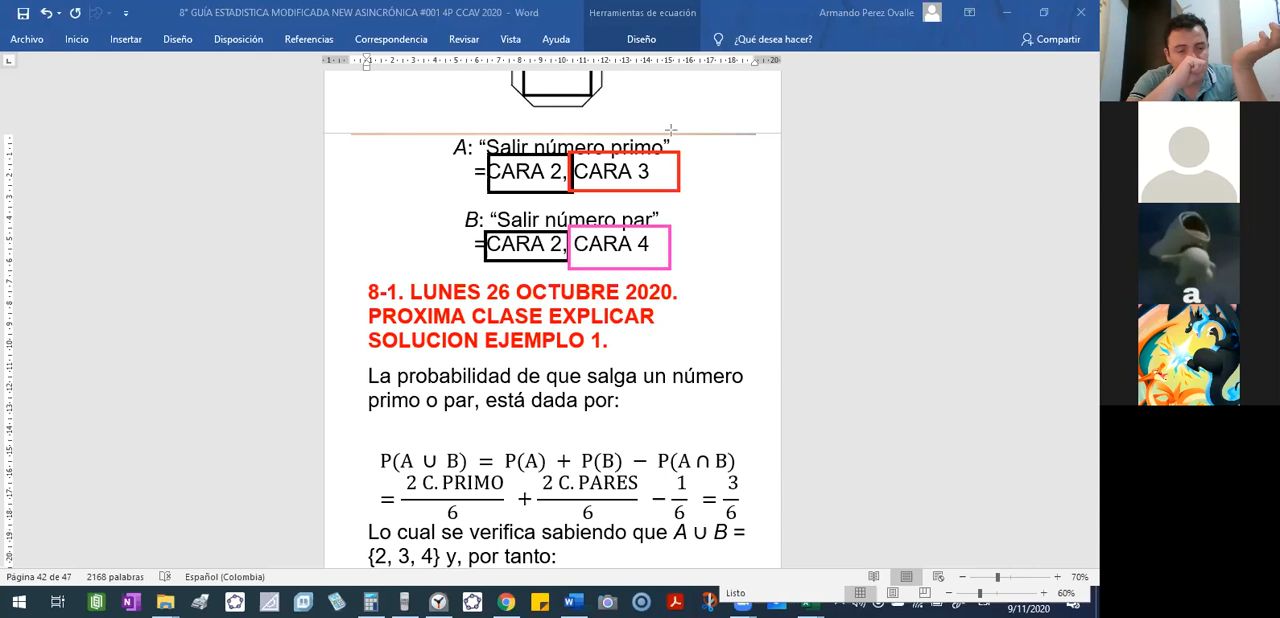 8° GUÍA ESTADISTICA MODIFICADA NEW ASINCRÓNICA #001 4P CCAV 2020 - Word
Herramientas de ecuación
Armando Perez Ovalle
Archivo Inicio Insertar Diseño Disposición Referencias Correspondencia Revisar Vista Ayuda Diseño ¿Qué desea hacer? Compartir
A: “Salir número primo”
=CARA 2, CARA 3
B: “Salir número par”
=CARA 2, CARA 4
8-1. LUNES 26 OCTUBRE 2020.
PROXIMA CLASE EXPLICAR
SOLUCION EJEMPLO 1.
La probabilidad de que salga un número
primo o par, está dada por:
P(A ∪ B) = P(A) + P(B) − P(A ∩ B)
= 2 C. PRIMO/6 + 2 C. PARES/6 − 1/6 = 3/6
Lo cual se verifica sabiendo que A ∪ B =
{2, 3, 4} y, por tanto:
a
Página 42 de 47 2168 palabras Español (Colombia) 70%
Listo 60%
9/11/2020